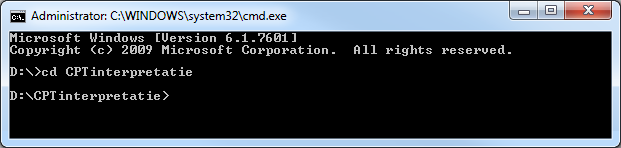 Administrator: C:\WINDOWS\system32\cmd.exe
Microsoft Windows [Version 6.1.7601]
Copyright (c) 2009 Microsoft Corporation.  All rights reserved.
D:\>cd CPTinterpretatie
D:\CPTinterpretatie>